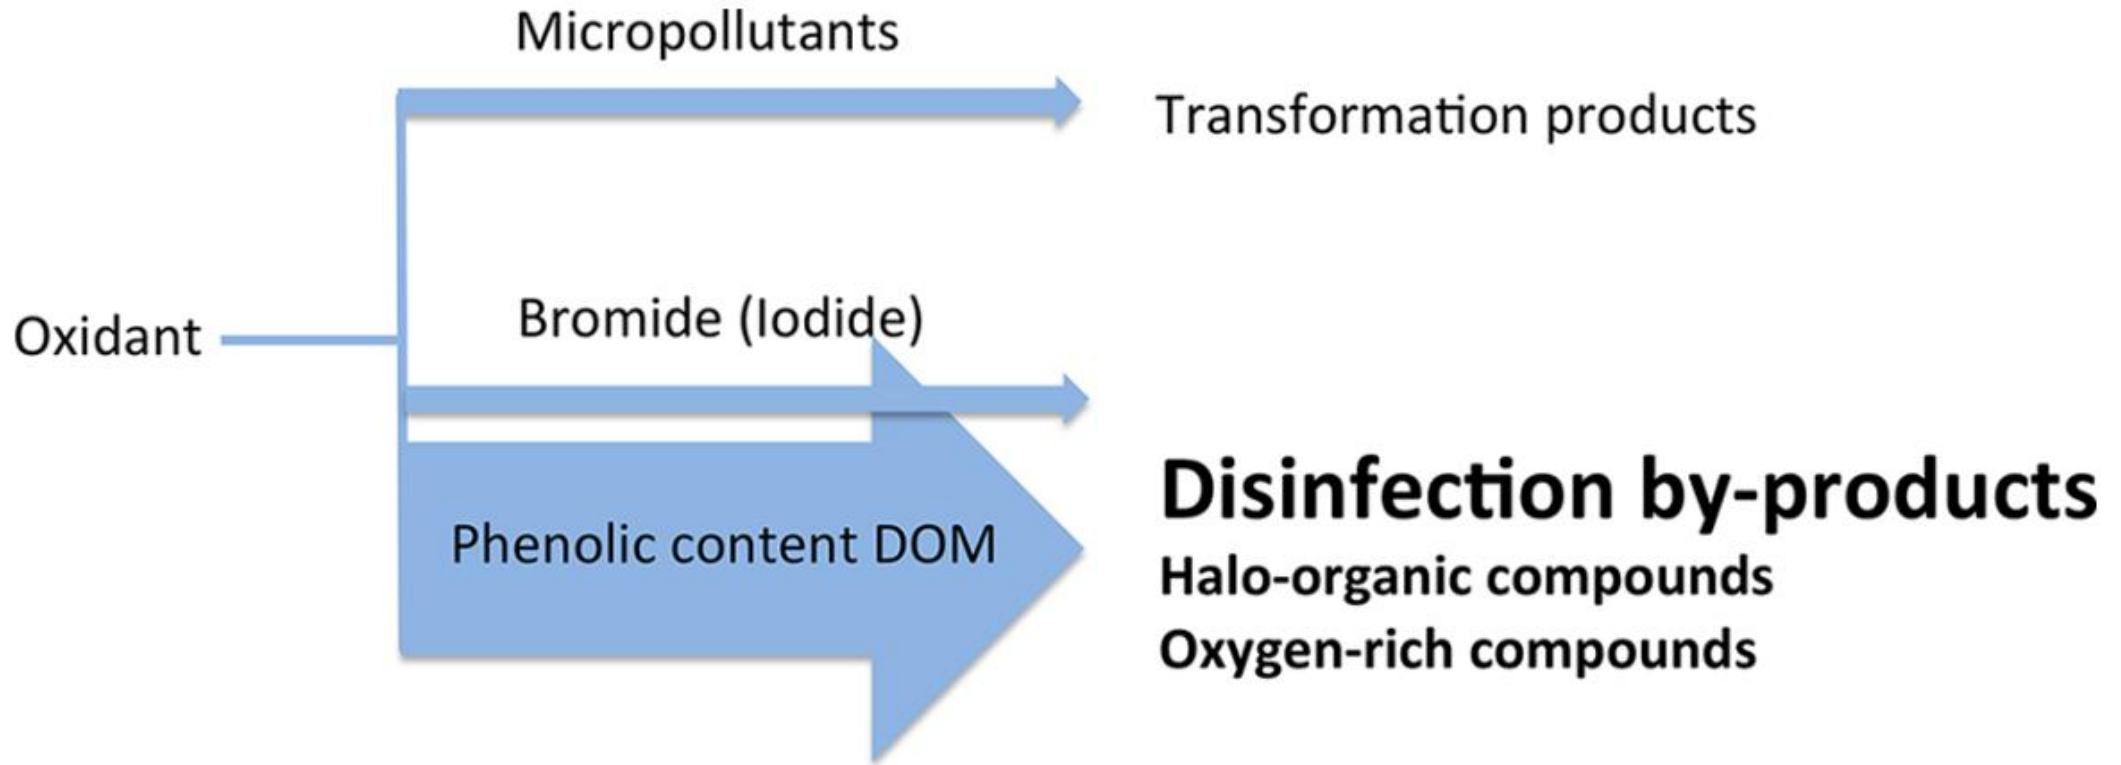 Micropollutants
Transformation products
Bromide (Iodide)
Oxidant
Disinfection by-products
Phenolic content DOM
Halo-organic compounds
Oxygen-rich compounds